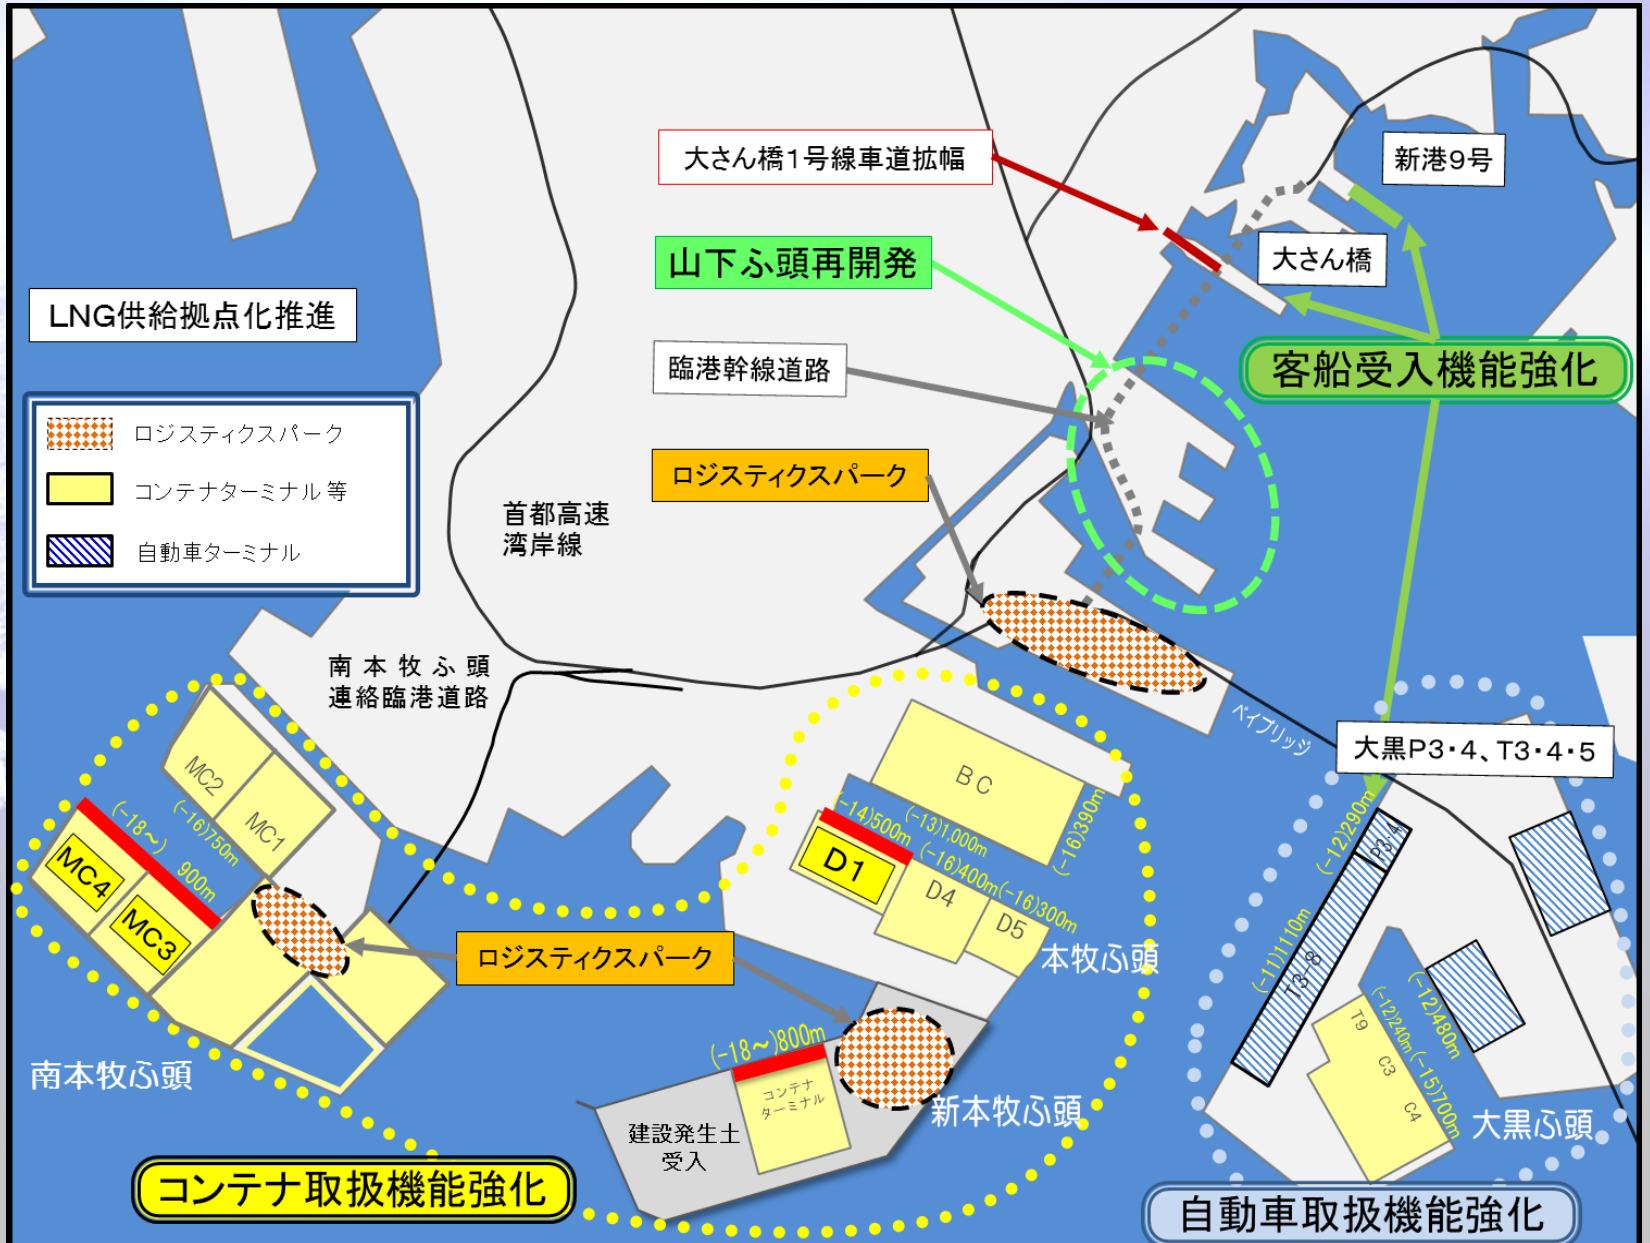 大さん橋1号線車道拡幅
新港9号
山下ふ頭再開発
大さん橋
LNG供給拠点化推進
臨港幹線道路
客船受入機能強化
ロジスティクスパーク
コンテナターミナル等
自動車ターミナル
ロジスティクスパーク
首都高速
湾岸線
南本牧ふ頭
連絡臨港道路
ベイブリッジ
大黒P3・4、T3・4・5
MC2
MC1
(-16)750m
(-18～) 900m
MC4
MC3
BC
(-14)500m
(-13)1,000m
(-16)390m
D1
(-16)400m
(-16)300m
D4
D5
本牧ふ頭
(-12)290m
P3・4
(-11)1110m
T3-8
(-12)480m
(-12)240m
(-15)700m
T9
C3
C4
大黒ふ頭
ロジスティクスパーク
南本牧ふ頭
(-18～)800m
コンテナ
ターミナル
新本牧ふ頭
建設発生土
受入
コンテナ取扱機能強化
自動車取扱機能強化